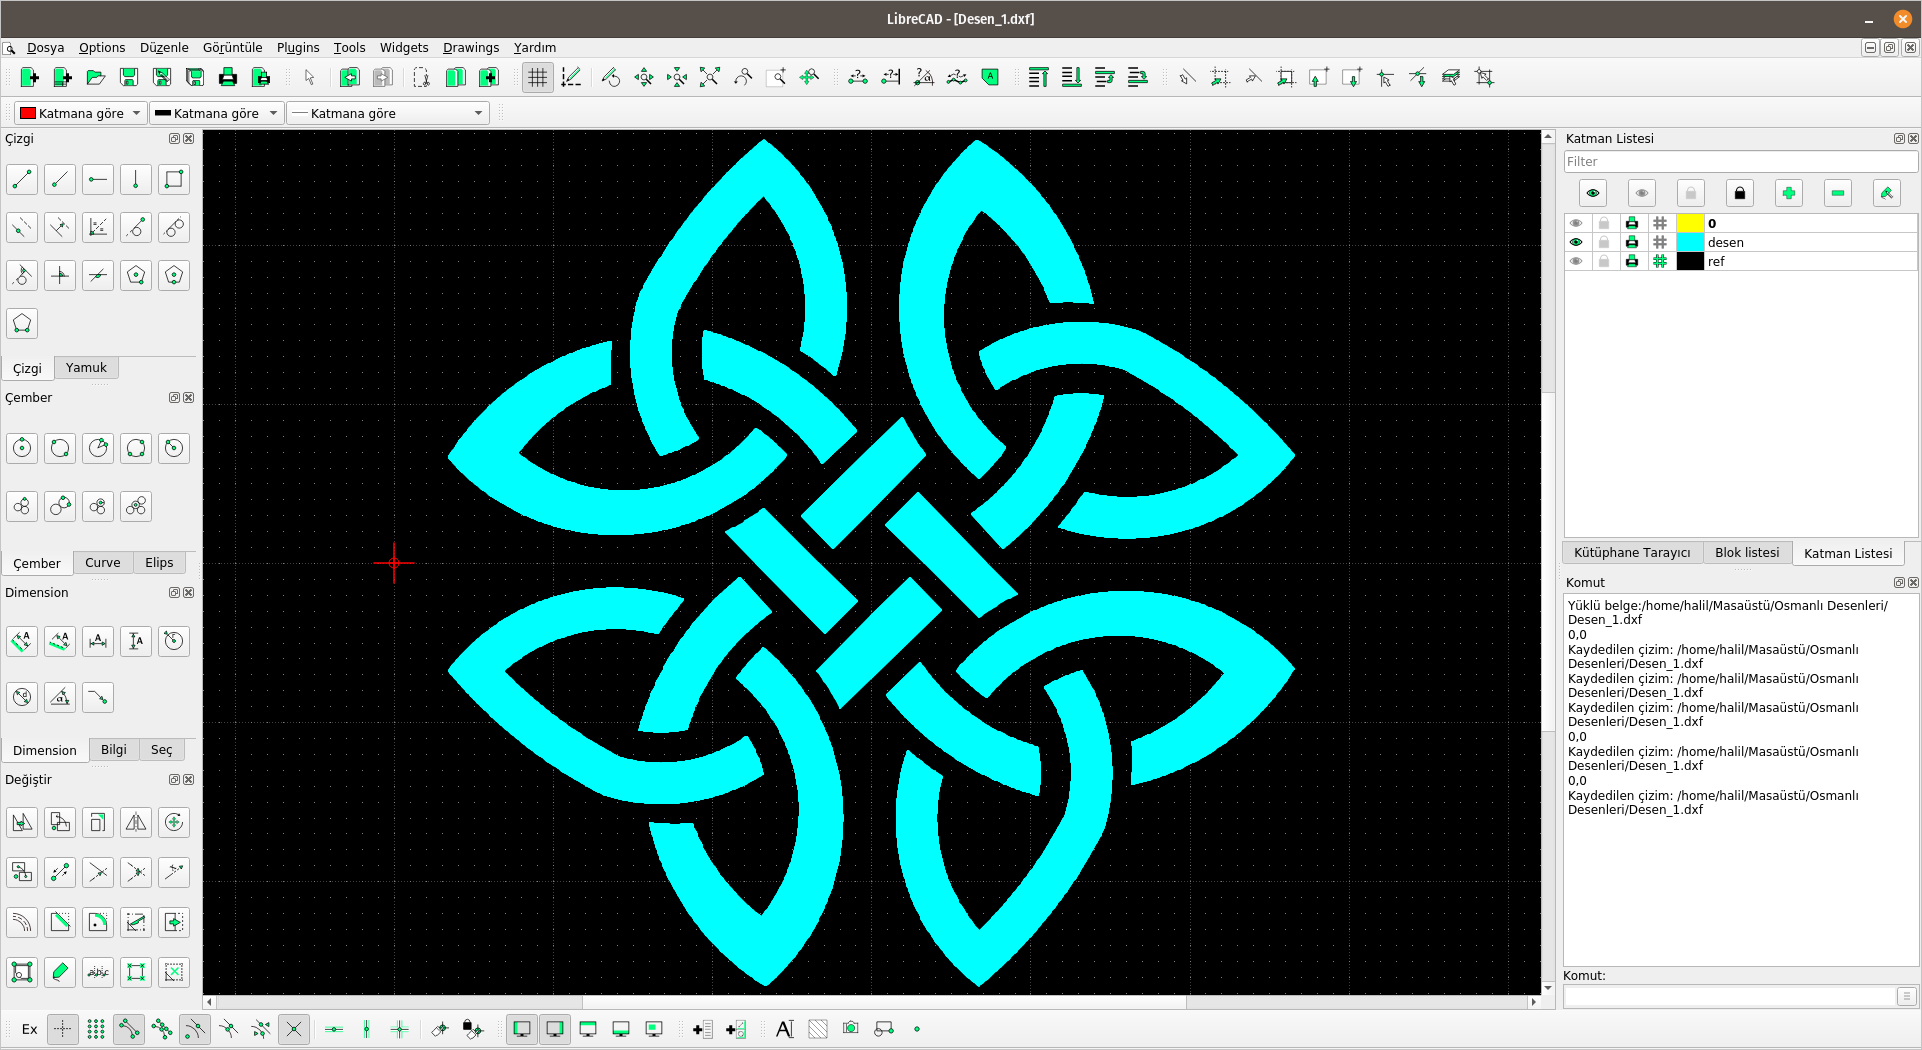 LibreCAD - [Desen_1.dxf]
Dosya Options Düzenle Görüntüle Plugins Tools Widgets Drawings Yardım
Katmana göre Katmana göre Katmana göre
Çizgi
Çizgi Yamuk
Çember
Çember Curve Elips
Dimension
Dimension Bilgi Seç
Değiştir
Ex
Katman Listesi
Filter
0
desen
ref
Kütüphane Tarayıcı Blok listesi Katman Listesi
Komut
Yüklü belge:/home/halil/Masaüstü/Osmanlı Desenleri/
Desen_1.dxf
0,0
Kaydedilen çizim: /home/halil/Masaüstü/Osmanlı
Desenleri/Desen_1.dxf
Kaydedilen çizim: /home/halil/Masaüstü/Osmanlı
Desenleri/Desen_1.dxf
Kaydedilen çizim: /home/halil/Masaüstü/Osmanlı
Desenleri/Desen_1.dxf
0,0
Kaydedilen çizim: /home/halil/Masaüstü/Osmanlı
Desenleri/Desen_1.dxf
0,0
Kaydedilen çizim: /home/halil/Masaüstü/Osmanlı
Desenleri/Desen_1.dxf
Komut: